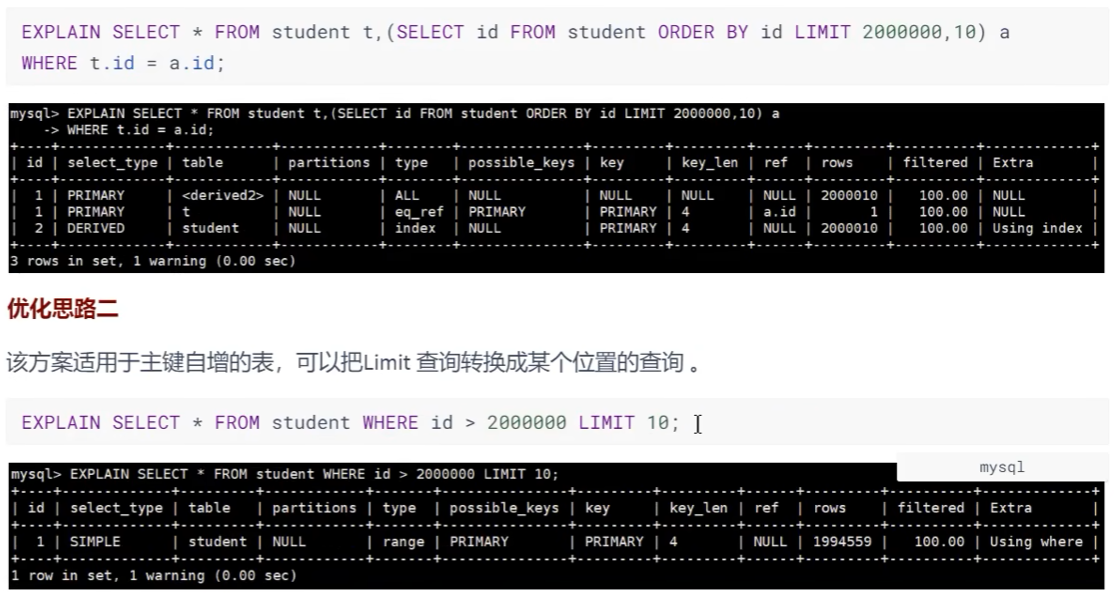 EXPLAIN SELECT * FROM student t,(SELECT id FROM student ORDER BY id LIMIT 2000000,10) a
WHERE t.id = a.id;
mysql> EXPLAIN SELECT * FROM student t,(SELECT id FROM student ORDER BY id LIMIT 2000000,10) a
    -> WHERE t.id = a.id;
+----+-------------+------------+------------+--------+---------------+---------+---------+------+---------+----------+-------------+
| id | select_type | table      | partitions | type   | possible_keys | key     | key_len | ref  | rows    | filtered | Extra       |
+----+-------------+------------+------------+--------+---------------+---------+---------+------+---------+----------+-------------+
|  1 | PRIMARY     | <derived2> | NULL       | ALL    | NULL          | NULL    | NULL    | NULL | 2000010 |   100.00 | NULL        |
|  1 | PRIMARY     | t          | NULL       | eq_ref | PRIMARY       | PRIMARY | 4       | a.id |       1 |   100.00 | NULL        |
|  2 | DERIVED     | student    | NULL       | index  | NULL          | PRIMARY | 4       | NULL | 2000010 |   100.00 | Using index |
+----+-------------+------------+------------+--------+---------------+---------+---------+------+---------+----------+-------------+
3 rows in set, 1 warning (0.00 sec)
优化思路二
该方案适用于主键自增的表，可以把Limit 查询转换成某个位置的查询 。
EXPLAIN SELECT * FROM student WHERE id > 2000000 LIMIT 10;
mysql
mysql> EXPLAIN SELECT * FROM student WHERE id > 2000000 LIMIT 10;
+----+-------------+---------+------------+-------+---------------+---------+---------+------+---------+----------+-------------+
| id | select_type | table   | partitions | type  | possible_keys | key     | key_len | ref  | rows    | filtered | Extra       |
+----+-------------+---------+------------+-------+---------------+---------+---------+------+---------+----------+-------------+
|  1 | SIMPLE      | student | NULL       | range | PRIMARY       | PRIMARY | 4       | NULL | 1994559 |   100.00 | Using where |
+----+-------------+---------+------------+-------+---------------+---------+---------+------+---------+----------+-------------+
1 row in set, 1 warning (0.00 sec)